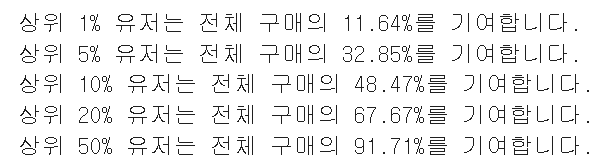 상위 1% 유저는 전체 구매의 11.64%를 기여합니다.
상위 5% 유저는 전체 구매의 32.85%를 기여합니다.
상위 10% 유저는 전체 구매의 48.47%를 기여합니다.
상위 20% 유저는 전체 구매의 67.67%를 기여합니다.
상위 50% 유저는 전체 구매의 91.71%를 기여합니다.